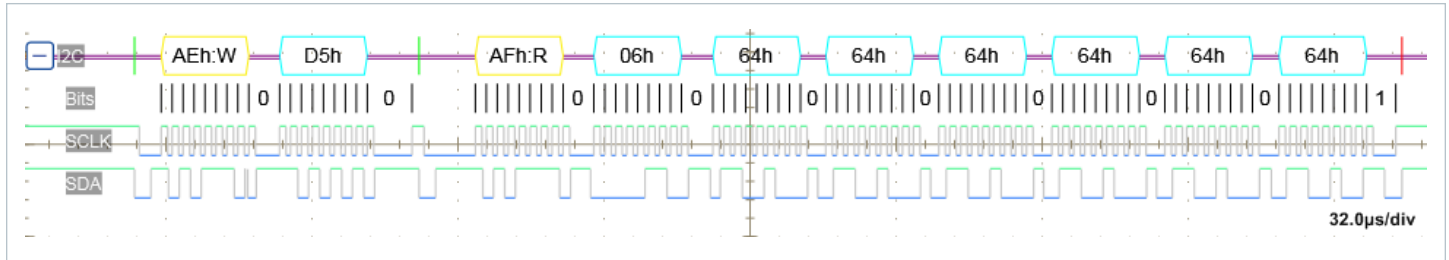 I2C AEh:W D5h AFh:R 06h 64h 64h 64h 64h 64h 64h
Bits 0 0 0 0 0 0 0 0 0 1
SCLK
SDA
32.0µs/div